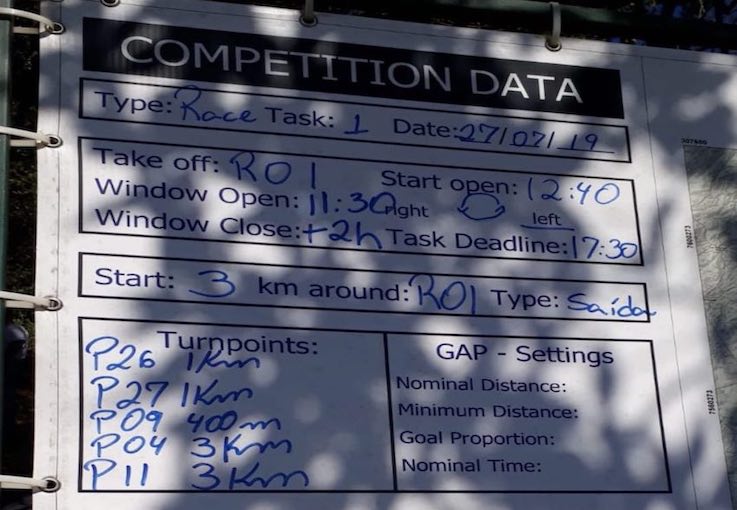 COMPETITION DATA
Type: Race Task: 1 Date: 27/07/19
Take off: R01 Start open: 12:40
Window Open: 11:30 right left
Window Close: +2h Task Deadline: 17:30
Start: 3 km around: R01 Type: Saída
Turnpoints:
P26 1Km
P27 1Km
P09 400m
P04 3Km
P11 3Km
GAP - Settings
Nominal Distance:
Minimum Distance:
Goal Proportion:
Nominal Time:
7560273